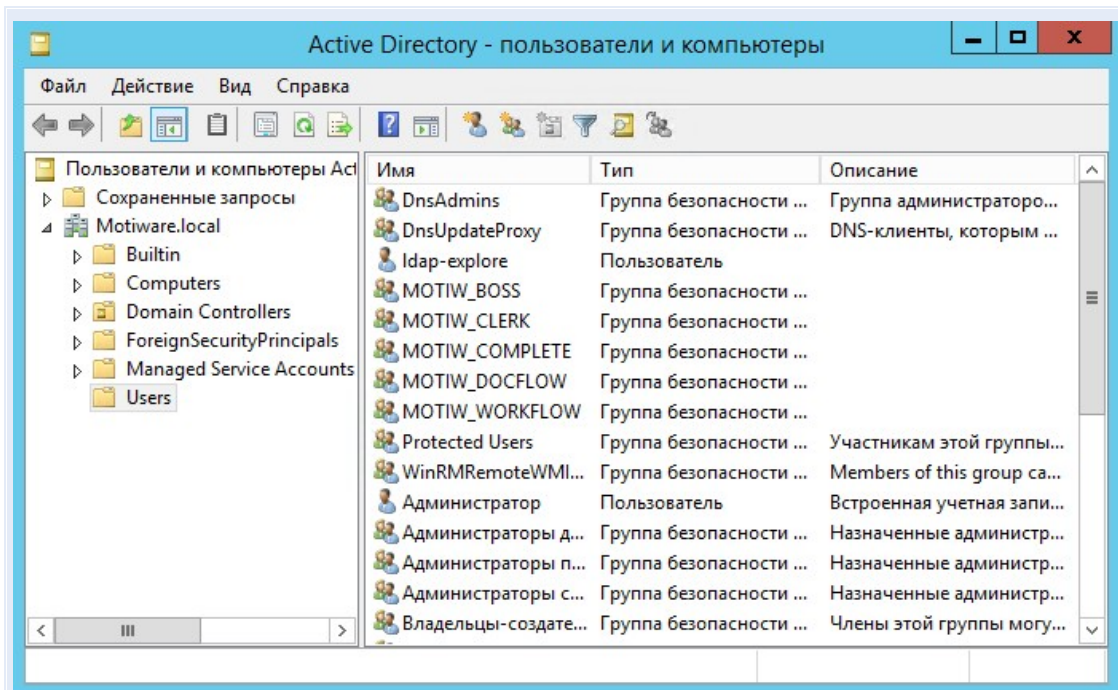 Active Directory - пользователи и компьютеры
Файл Действие Вид Справка
Пользователи и компьютеры Act
Сохраненные запросы
Motiware.local
Builtin
Computers
Domain Controllers
ForeignSecurityPrincipals
Managed Service Accounts
Users
Имя Тип Описание
DnsAdmins Группа безопасности ... Группа администраторо...
DnsUpdateProxy Группа безопасности ... DNS-клиенты, которым ...
ldap-explore Пользователь
MOTIW_BOSS Группа безопасности ...
MOTIW_CLERK Группа безопасности ...
MOTIW_COMPLETE Группа безопасности ...
MOTIW_DOCFLOW Группа безопасности ...
MOTIW_WORKFLOW Группа безопасности ...
Protected Users Группа безопасности ... Участникам этой группы...
WinRMRemoteWMI... Группа безопасности ... Members of this group ca...
Администратор Пользователь Встроенная учетная запи...
Администраторы д... Группа безопасности ... Назначенные администр...
Администраторы п... Группа безопасности ... Назначенные администр...
Администраторы с... Группа безопасности ... Назначенные администр...
Владельцы-создате... Группа безопасности ... Члены этой группы могу...